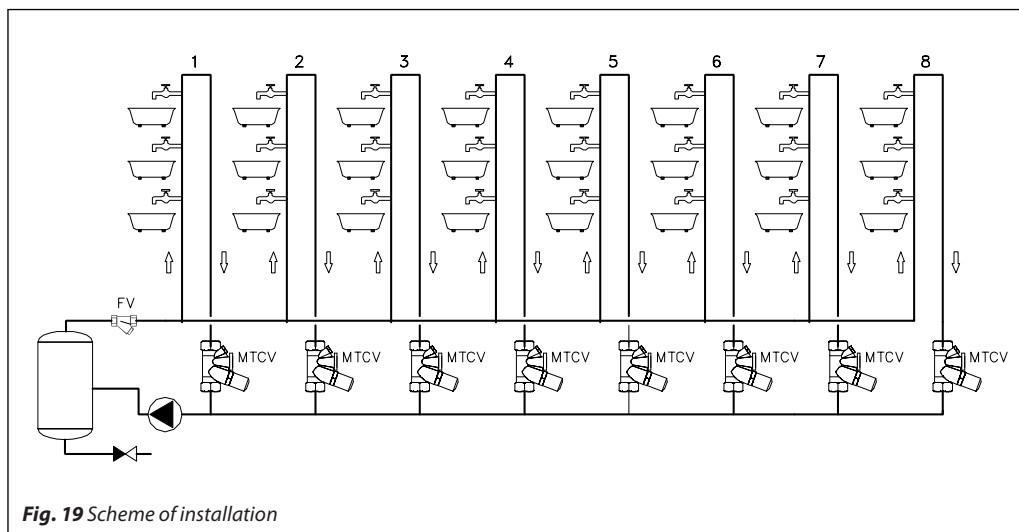 1 2 3 4 5 6 7 8
FV
MTCV MTCV MTCV MTCV MTCV MTCV MTCV MTCV
Fig. 19 Scheme of installation